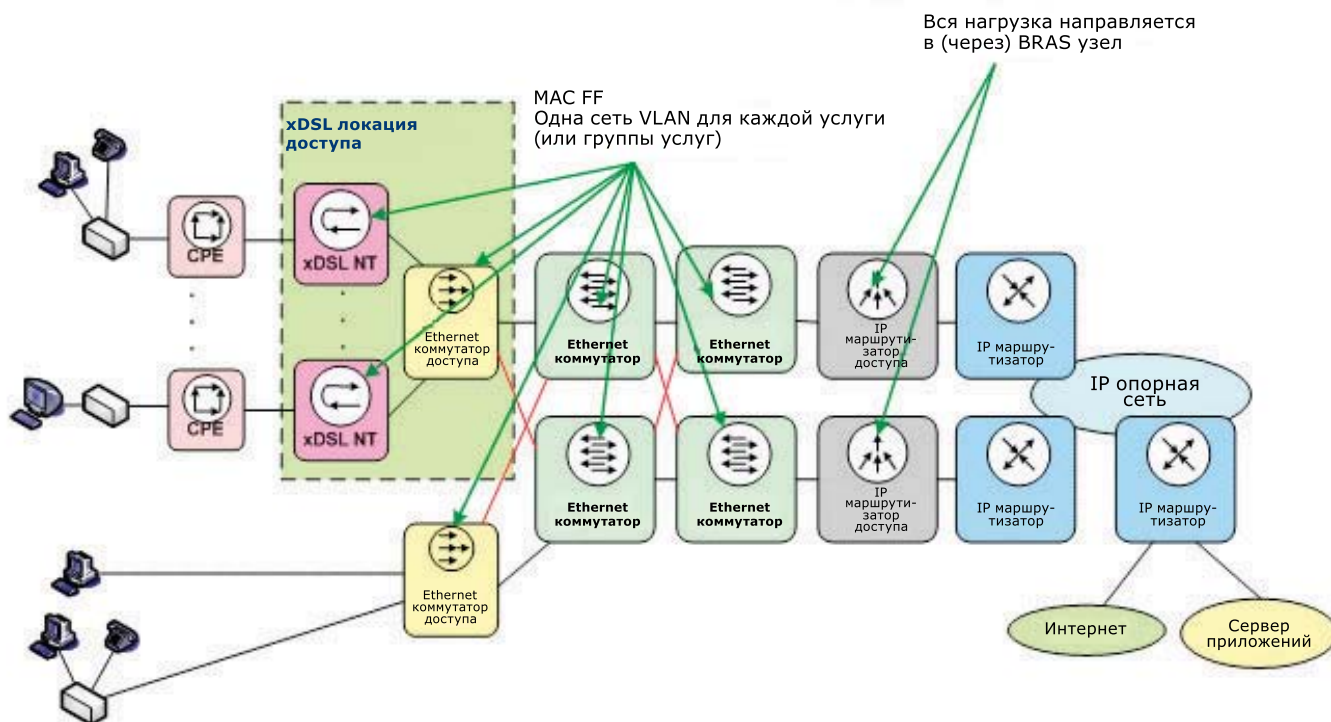 Вся нагрузка направляется
в (через) BRAS узел
MAC FF
Одна сеть VLAN для каждой услуги
(или группы услуг)
xDSL локация
доступа
CPE
xDSL NT
Ethernet
коммутатор
доступа
Ethernet
коммутатор
Ethernet
коммутатор
IP
маршрути-
затор
доступа
IP маршру-
тизатор
IP опорная
сеть
CPE
xDSL NT
Ethernet
коммутатор
Ethernet
коммутатор
IP
маршрути-
затор
доступа
IP маршру-
тизатор
IP маршру-
тизатор
Ethernet
коммутатор
доступа
Интернет
Сервер
приложений